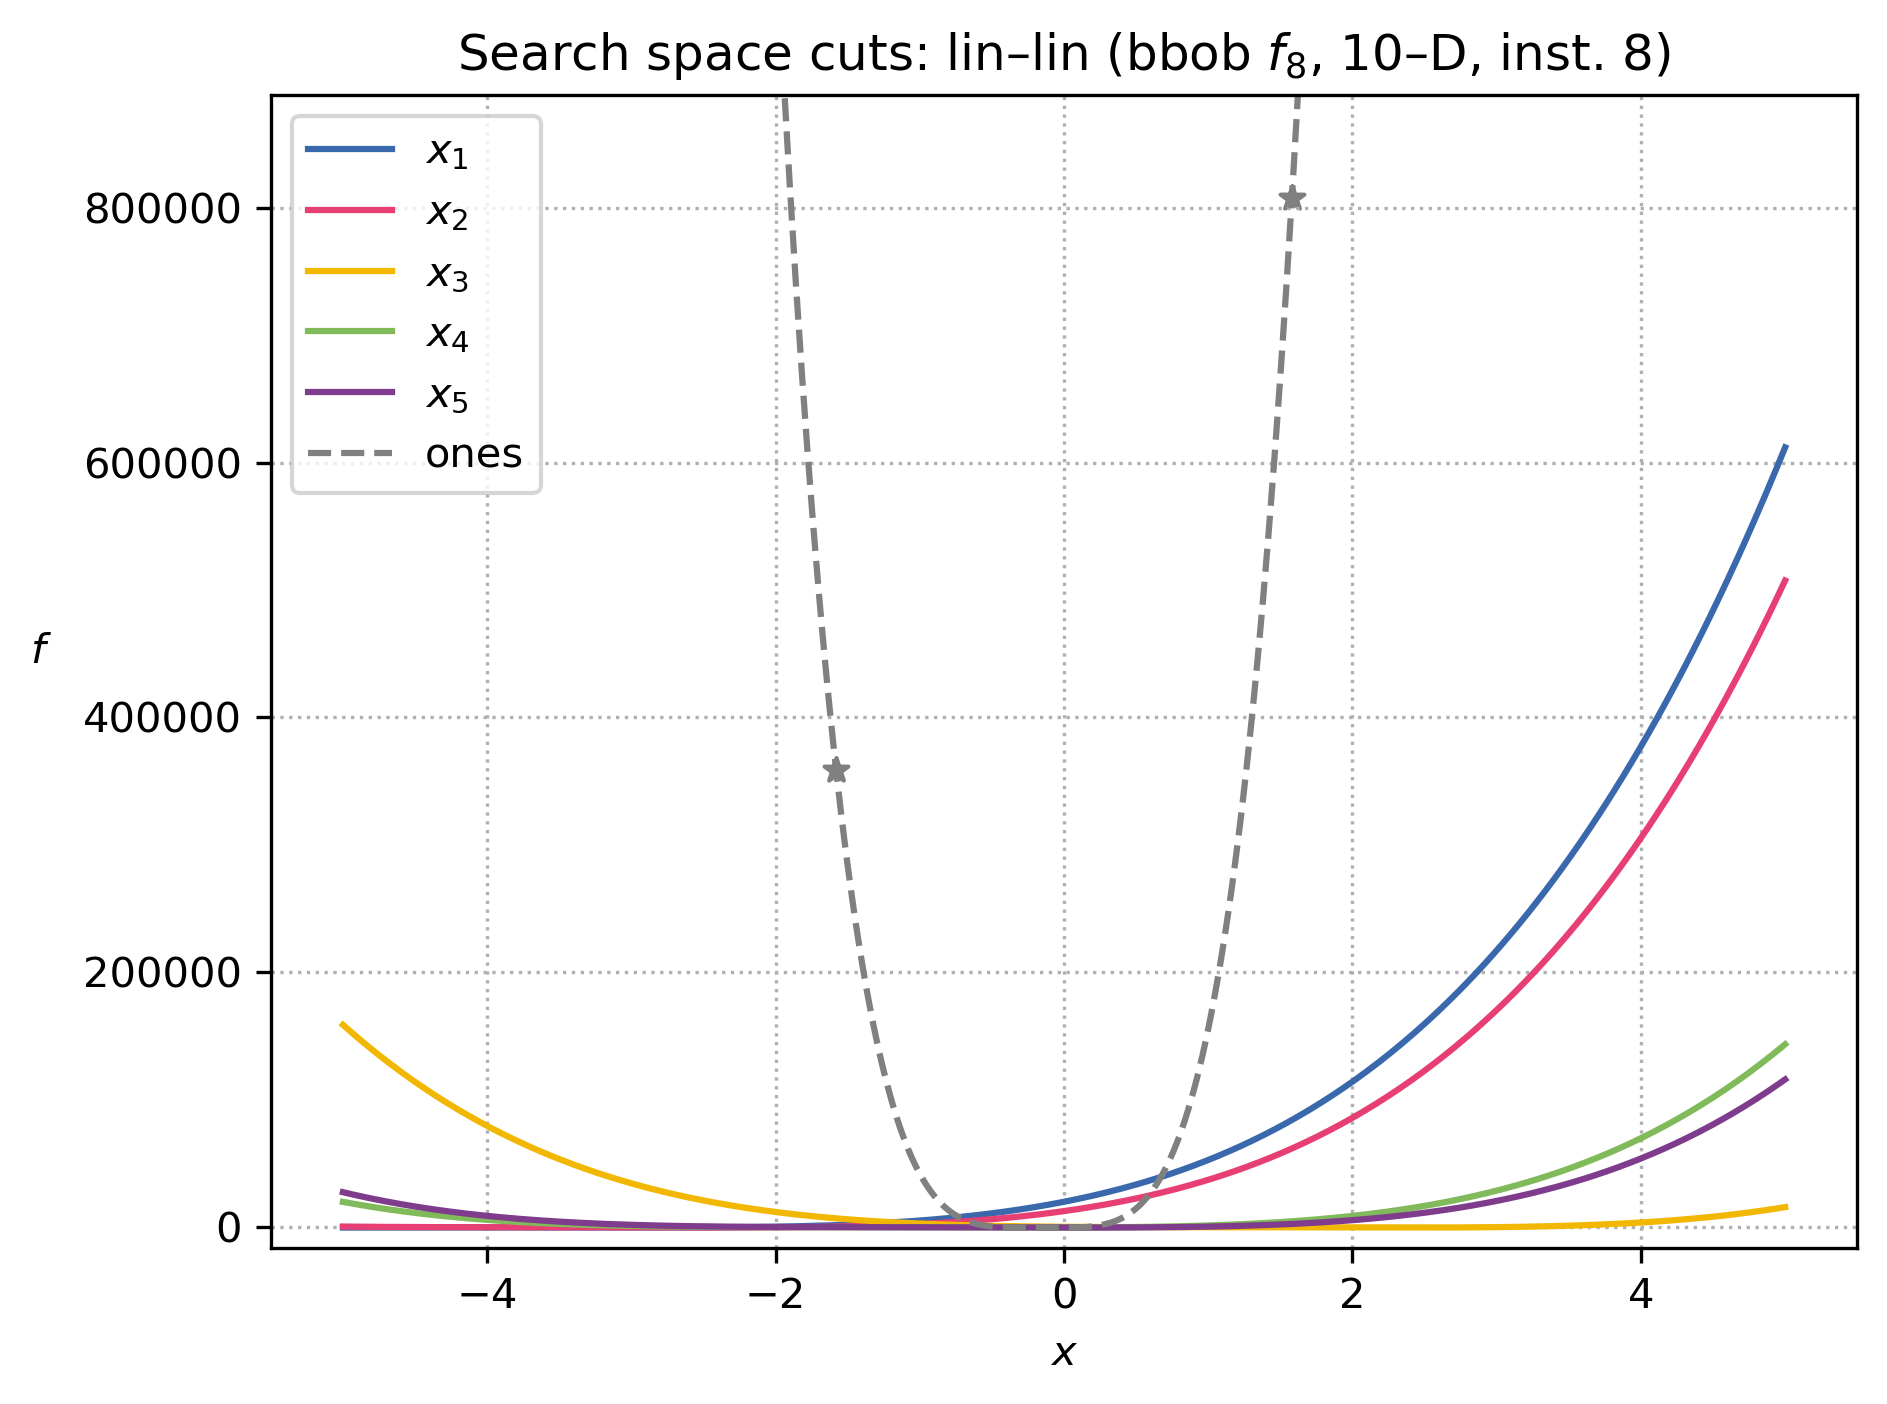 Search space cuts: lin–lin (bbob f₈, 10–D, inst. 8)
x₁
x₂
x₃
x₄
x₅
ones
800000
600000
400000
200000
0
f
−4
−2
0
2
4
x